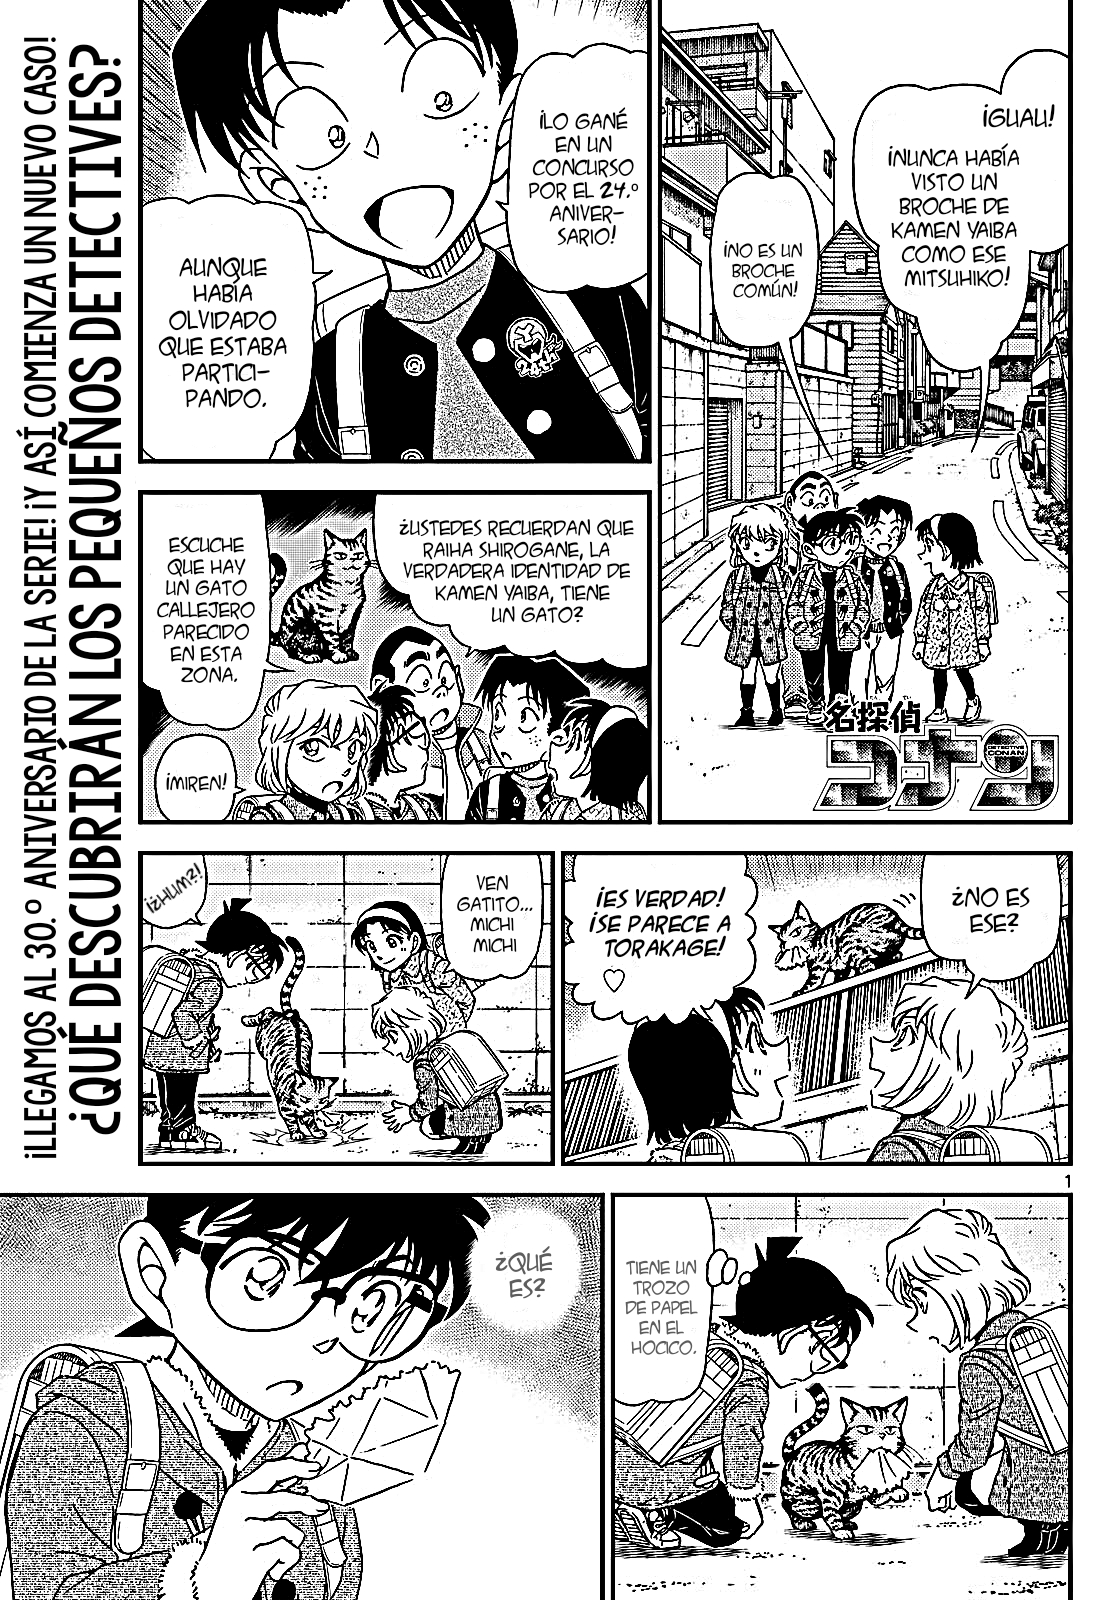 ¡LLEGAMOS AL 30.º ANIVERSARIO DE LA SERIE! ¡Y ASÍ COMIENZA UN NUEVO CASO!
¿QUÉ DESCUBRIRÁN LOS PEQUEÑOS DETECTIVES?
¡GUAU!
¡NUNCA HABÍA
VISTO UN
BROCHE DE
KAMEN YAIBA
COMO ESE
MITSUHIKO!
¡NO ES UN
BROCHE
COMÚN!
名探偵
コナン
DETECTIVE
CONAN
¡LO GANÉ
EN UN
CONCURSO
POR EL 24.º
ANIVER-
SARIO!
AUNQUE
HABÍA
OLVIDADO
QUE ESTABA
PARTICI-
PANDO.
24th
¿USTEDES RECUERDAN QUE
RAIHA SHIROGANE, LA
VERDADERA IDENTIDAD DE
KAMEN YAIBA, TIENE
UN GATO?
ESCUCHE
QUE HAY
UN GATO
CALLEJERO
PARECIDO
EN ESTA
ZONA.
¡MIREN!
¿NO ES
ESE?
¡ES VERDAD!
¡SE PARECE A
TORAKAGE!
♡
VEN
GATITO...
MICHI
MICHI
¡¿HUM?!
1
TIENE UN
TROZO
DE PAPEL
EN EL
HOCICO.
¿QUÉ
ES?